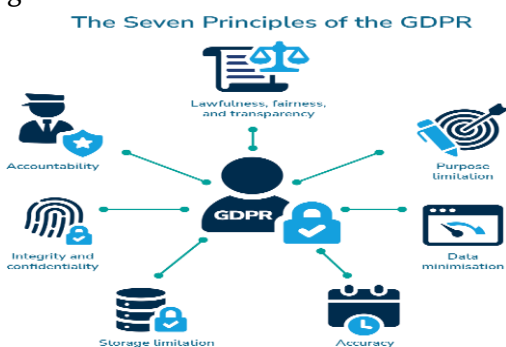 The Seven Principles of the GDPR
Lawfulness, fairness,
and transparency
Accountability
Purpose
limitation
GDPR
Integrity and
confidentiality
Data
minimisation
Storage limitation
Accuracy